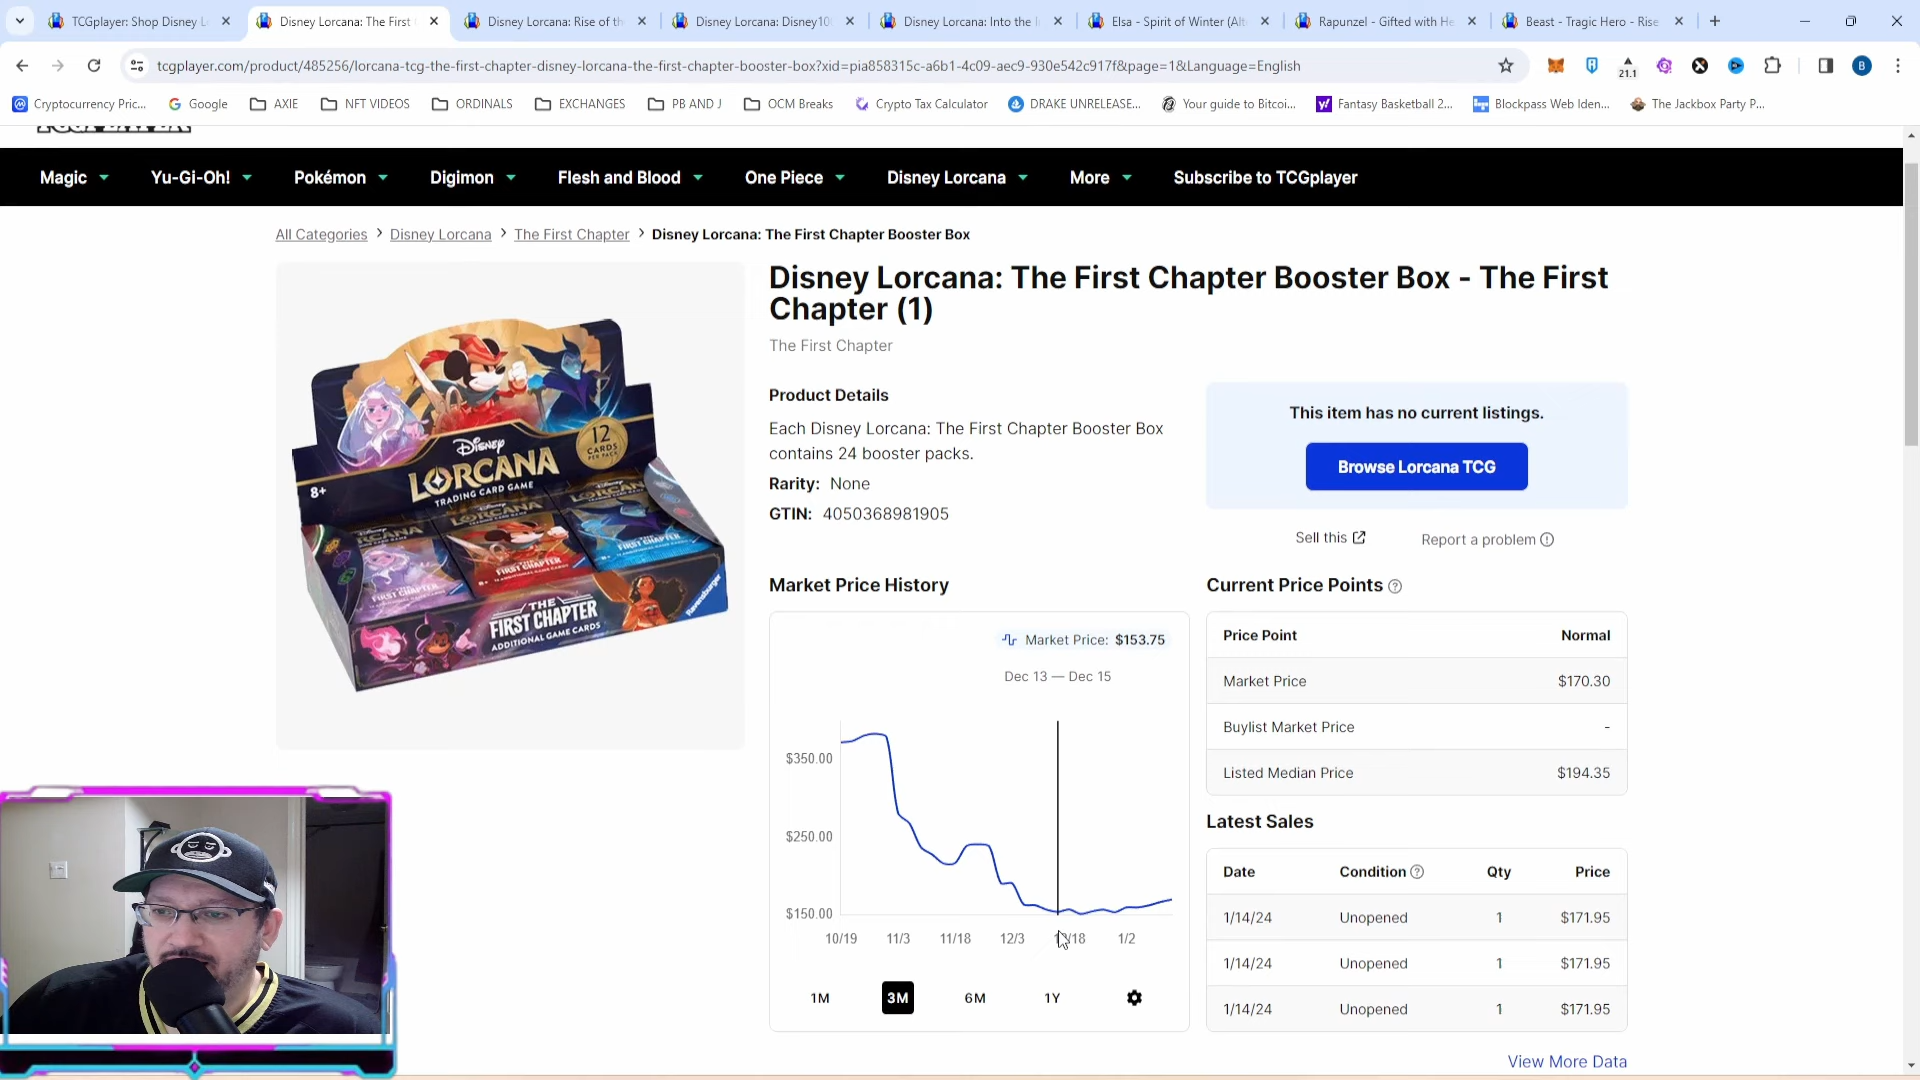 TCGplayer: Shop Disney L
Disney Lorcana: The First
Disney Lorcana: Rise of th
Disney Lorcana: Disney10
Disney Lorcana: Into the I
Elsa - Spirit of Winter (Alt
Rapunzel - Gifted with He
Beast - Tragic Hero - Rise
tcgplayer.com/product/485256/lorcana-tcg-the-first-chapter-disney-lorcana-the-first-chapter-booster-box?xid=pia858315c-a6b1-4c09-aec9-930e542c917f&page=1&Language=English
21.1
B
Cryptocurrency Pric...
Google
AXIE
NFT VIDEOS
ORDINALS
EXCHANGES
PB AND J
OCM Breaks
Crypto Tax Calculator
DRAKE UNRELEASE...
Your guide to Bitcoi...
Fantasy Basketball 2...
Blockpass Web Iden...
The Jackbox Party P...
Magic
Yu-Gi-Oh!
Pokémon
Digimon
Flesh and Blood
One Piece
Disney Lorcana
More
Subscribe to TCGplayer
All Categories > Disney Lorcana > The First Chapter > Disney Lorcana: The First Chapter Booster Box
Disney
LORCANA
TRADING CARD GAME
12
CARDS
PER PACK
8+
FIRST CHAPTER
FIRST CHAPTER
FIRST CHAPTER
THE
FIRST CHAPTER
ADDITIONAL GAME CARDS
Ravensburger
Disney Lorcana: The First Chapter Booster Box - The First
Chapter (1)
The First Chapter
Product Details
Each Disney Lorcana: The First Chapter Booster Box
contains 24 booster packs.
Rarity: None
GTIN: 4050368981905
This item has no current listings.
Browse Lorcana TCG
Sell this
Report a problem
Market Price History
Market Price: $153.75
Dec 13 — Dec 15
$350.00
$250.00
$150.00
10/19
11/3
11/18
12/3
1/2
1M
3M
6M
1Y
Current Price Points
Price Point Normal
Market Price $170.30
Buylist Market Price -
Listed Median Price $194.35
Latest Sales
Date Condition Qty Price
1/14/24 Unopened 1 $171.95
1/14/24 Unopened 1 $171.95
1/14/24 Unopened 1 $171.95
View More Data